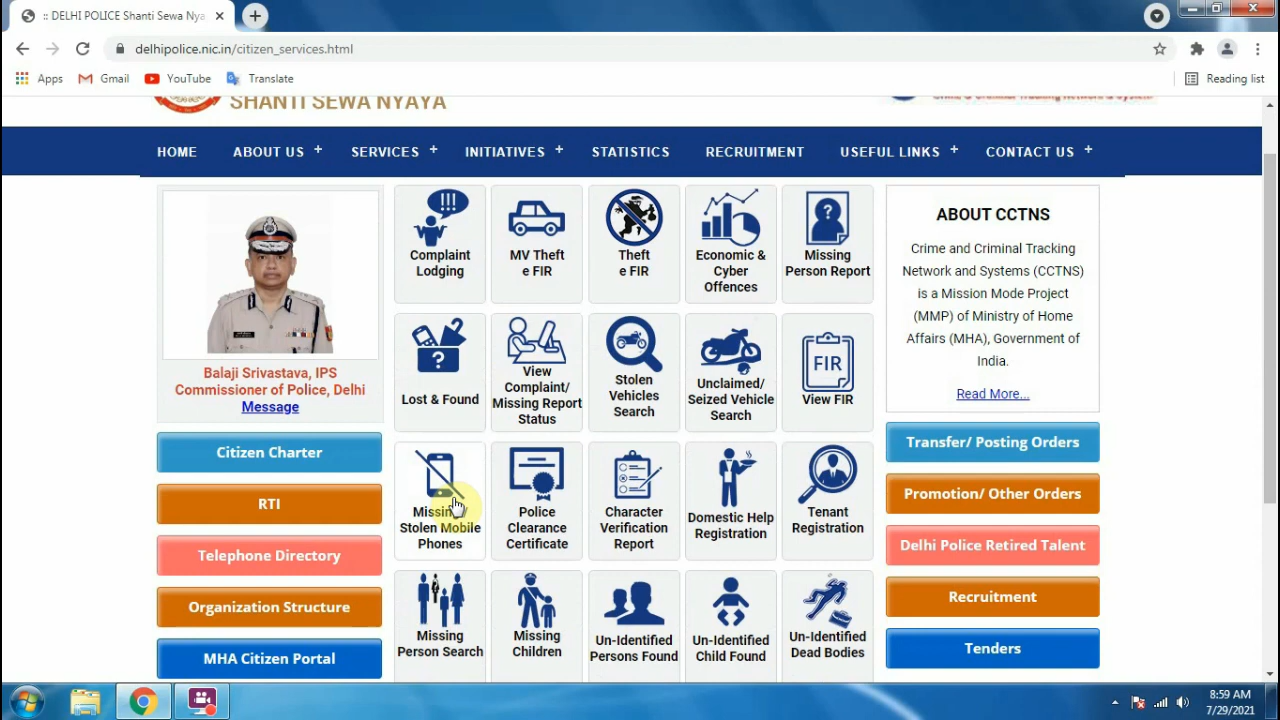 :: DELHI POLICE Shanti Sewa Nya
delhipolice.nic.in/citizen_services.html
Apps Gmail YouTube Translate Reading list
SHANTI SEWA NYAYA
HOME ABOUT US + SERVICES + INITIATIVES + STATISTICS RECRUITMENT USEFUL LINKS + CONTACT US +
Balaji Srivastava, IPS
Commissioner of Police, Delhi
Message
Citizen Charter
RTI
Telephone Directory
Organization Structure
MHA Citizen Portal
!!!
Complaint
Lodging
MV Theft
e FIR
Theft
e FIR
Economic &
Cyber
Offences
?
Missing
Person Report
?
Lost & Found
View
Complaint/
Missing Report
Status
Stolen
Vehicles
Search
Unclaimed/
Seized Vehicle
Search
FIR
View FIR
Missing/
Stolen Mobile
Phones
Police
Clearance
Certificate
Character
Verification
Report
Domestic Help
Registration
Tenant
Registration
Missing
Person Search
Missing
Children
Un-Identified
Persons Found
Un-Identified
Child Found
Un-Identified
Dead Bodies
ABOUT CCTNS
Crime and Criminal Tracking
Network and Systems (CCTNS)
is a Mission Mode Project
(MMP) of Ministry of Home
Affairs (MHA), Government of
India.
Read More...
Transfer/ Posting Orders
Promotion/ Other Orders
Delhi Police Retired Talent
Recruitment
Tenders
8:59 AM
7/29/2021